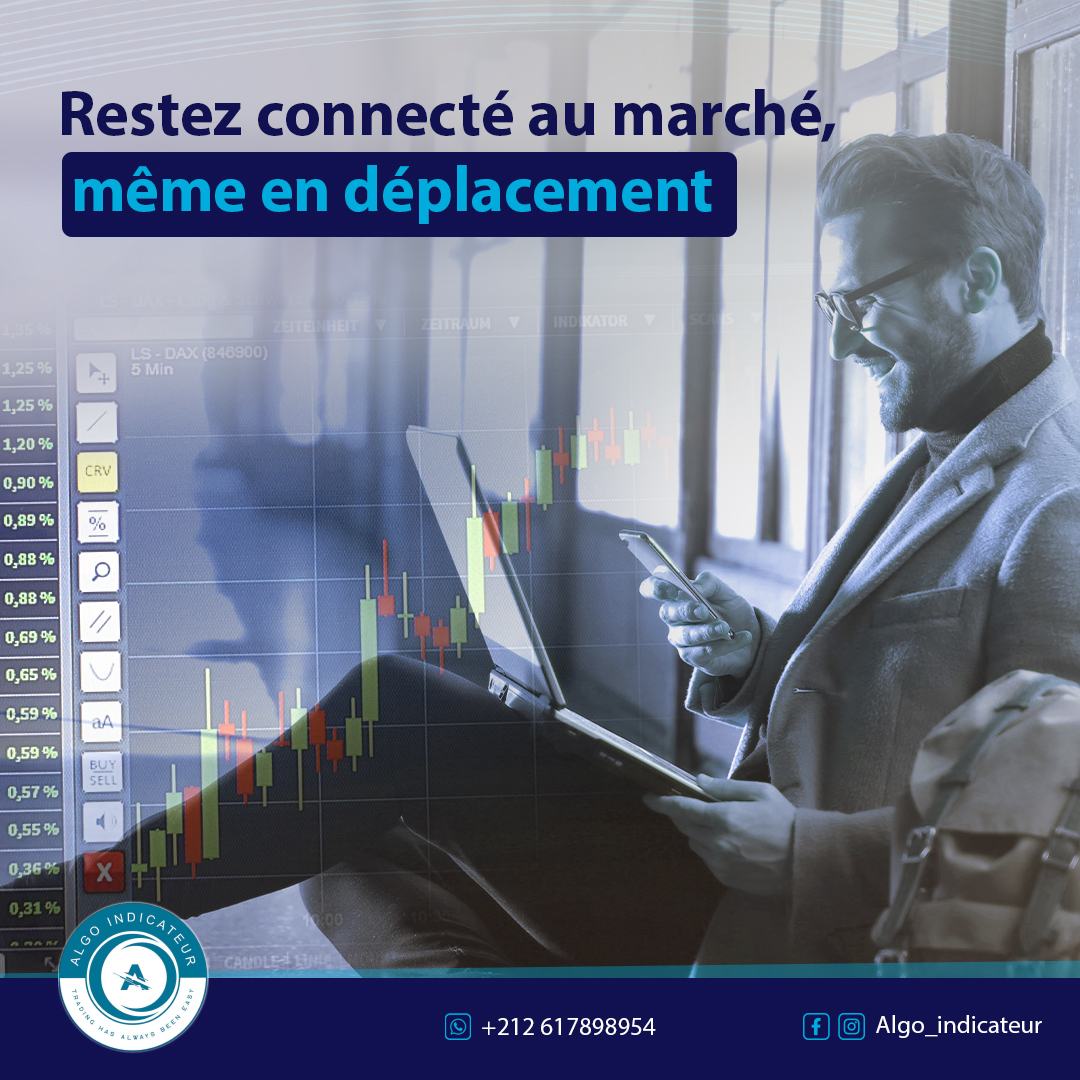 Restez connecté au marché,
même en déplacement
ZEITEINHEIT ▼ ZEITRAUM ▼ INDIKATOR ▼ SCANS ▼
LS - DAX (846900)
5 Min
1,35 %
1,25 %
1,25 %
1,20 %
0,90 %
0,89 %
0,88 %
0,88 %
0,69 %
0,65 %
0,59 %
0,59 %
0,57 %
0,55 %
0,36 %
0,31 %
CRV
%
aA
BUY
SELL
X
10:00
ALGO INDICATEUR
A
TRADING HAS ALWAYS BEEN EASY
+212 617898954
Algo_indicateur